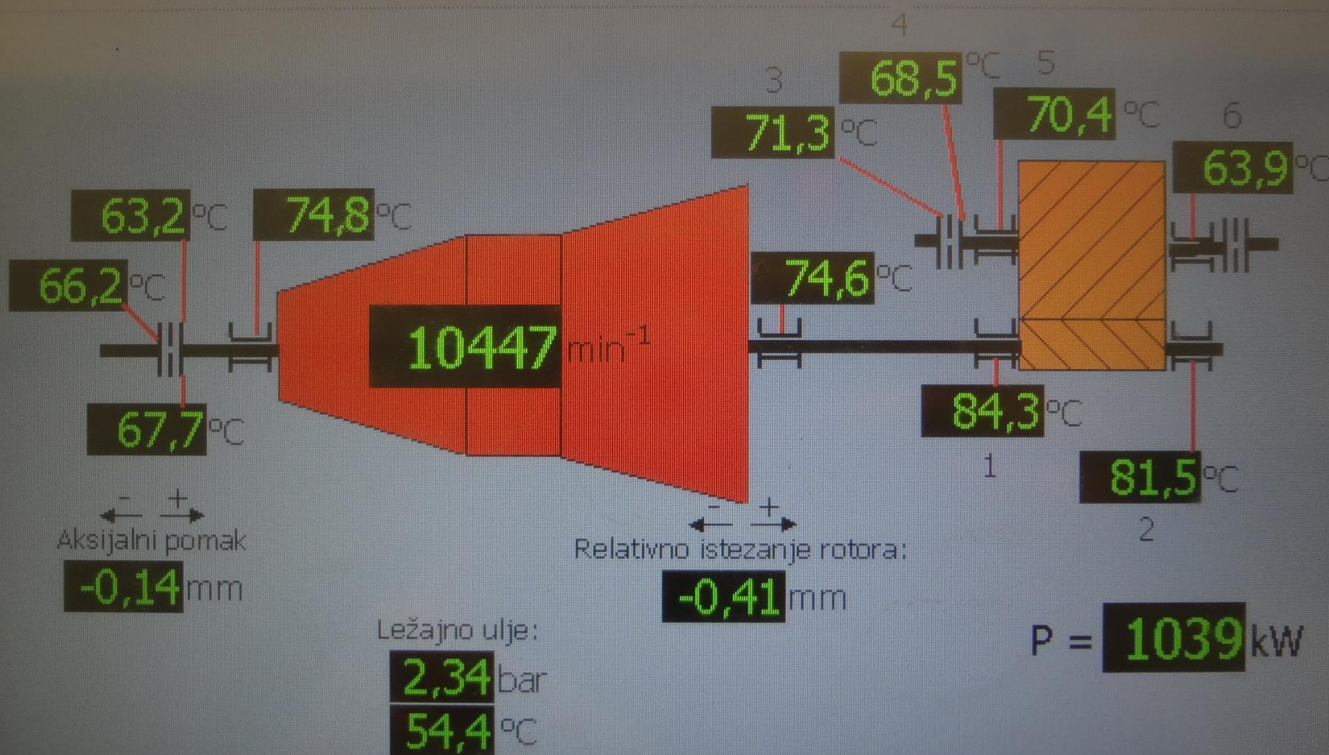 4
68,5 °C
5
3
70,4 °C
71,3 °C
6
63,9 °C
63,2 °C
74,8 °C
66,2 °C
74,6 °C
10447 min⁻¹
84,3 °C
67,7 °C
1
81,5 °C
- +
- +
2
Aksijalni pomak
Relativno istezanje rotora:
-0,14 mm
-0,41 mm
Ležajno ulje:
P = 1039 kW
2,34 bar
54,4 °C